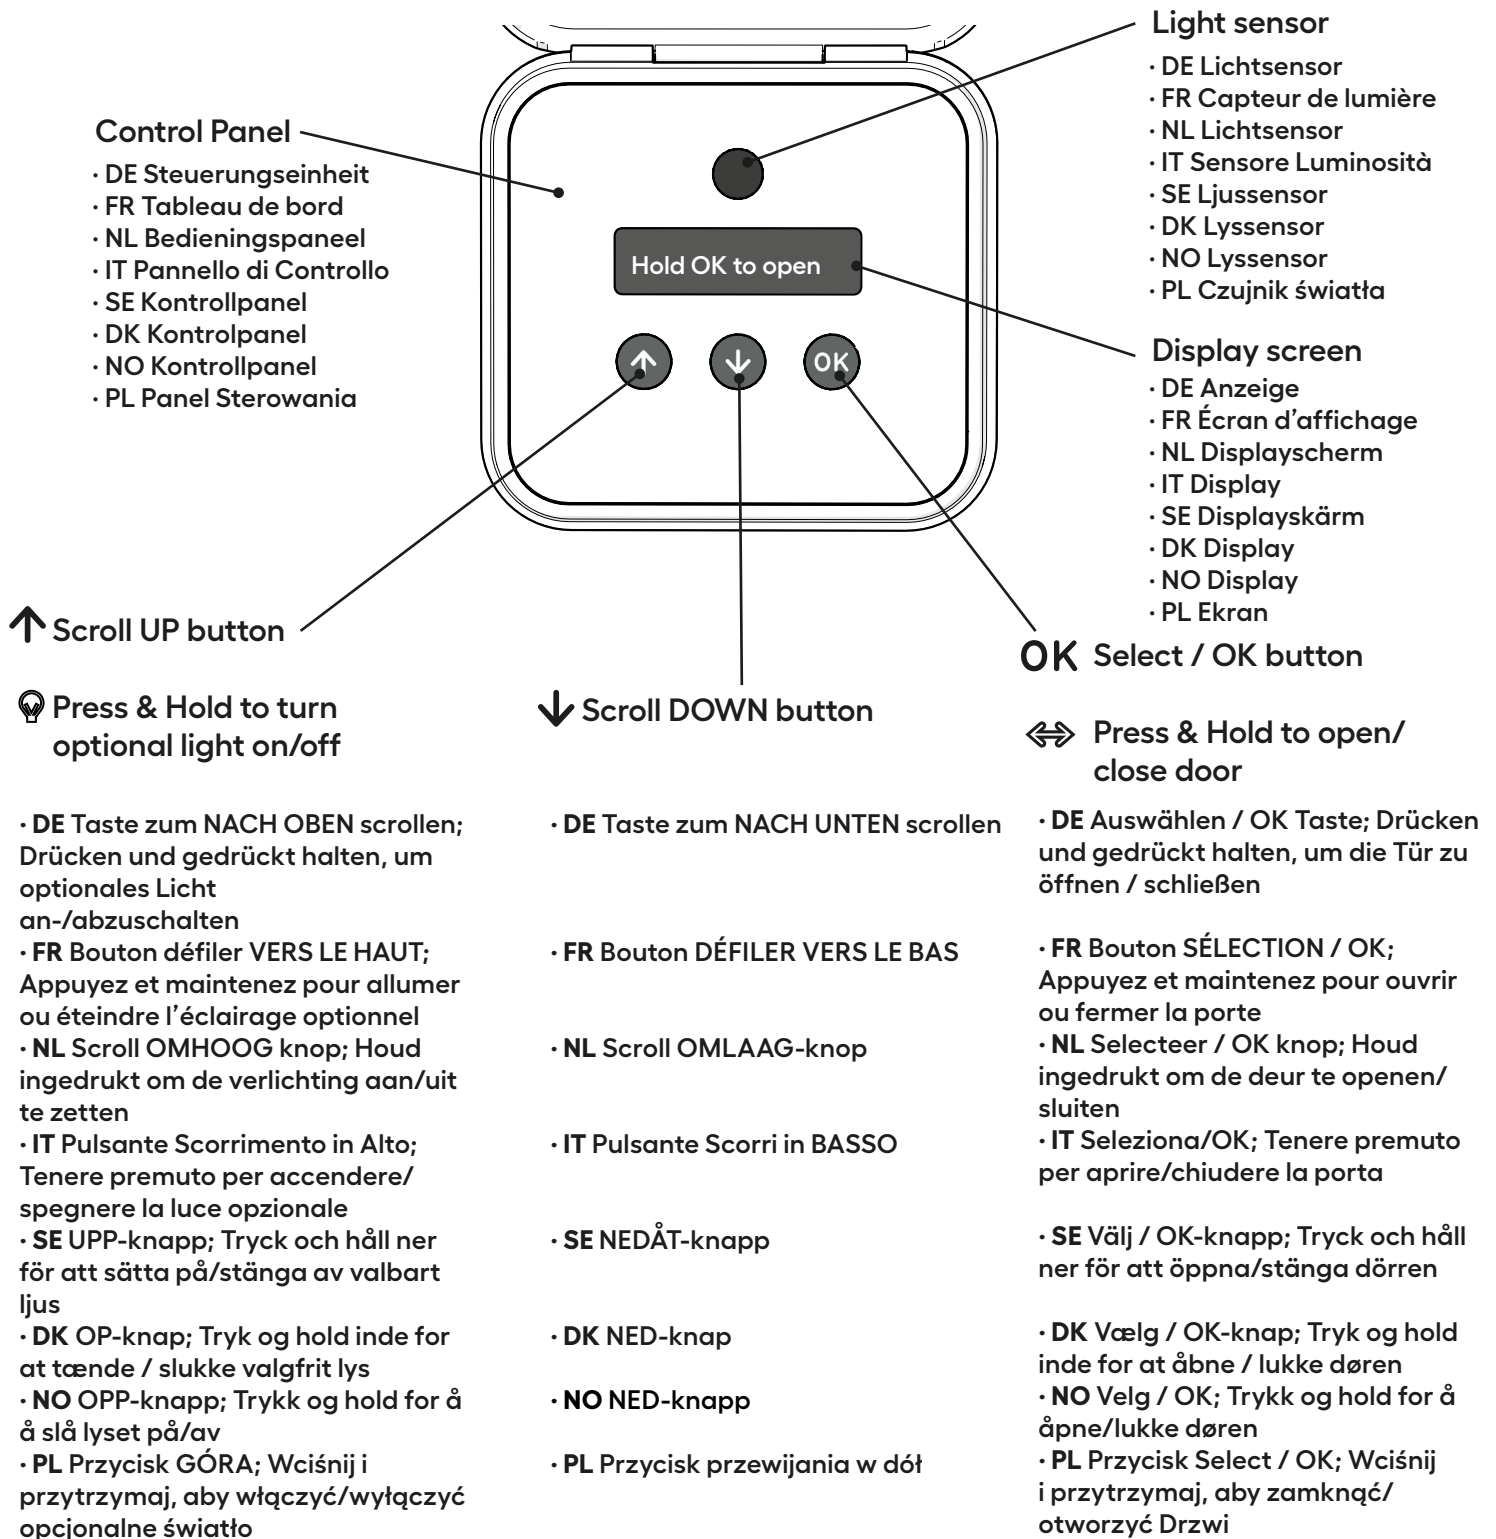 Control Panel
· DE Steuerungseinheit
· FR Tableau de bord
· NL Bedieningspaneel
· IT Pannello di Controllo
· SE Kontrollpanel
· DK Kontrolpanel
· NO Kontrollpanel
· PL Panel Sterowania
Hold OK to open
OK
Light sensor
· DE Lichtsensor
· FR Capteur de lumière
· NL Lichtsensor
· IT Sensore Luminosità
· SE Ljussensor
· DK Lyssensor
· NO Lyssensor
· PL Czujnik światła
Display screen
· DE Anzeige
· FR Écran d’affichage
· NL Displayscherm
· IT Display
· SE Displayskärm
· DK Display
· NO Display
· PL Ekran
↑ Scroll UP button
Press & Hold to turn
optional light on/off
· DE Taste zum NACH OBEN scrollen;
Drücken und gedrückt halten, um
optionales Licht
an-/abzuschalten
· FR Bouton défiler VERS LE HAUT;
Appuyez et maintenez pour allumer
ou éteindre l’éclairage optionnel
· NL Scroll OMHOOG knop; Houd
ingedrukt om de verlichting aan/uit
te zetten
· IT Pulsante Scorrimento in Alto;
Tenere premuto per accendere/
spegnere la luce opzionale
· SE UPP-knapp; Tryck och håll ner
för att sätta på/stänga av valbart
ljus
· DK OP-knap; Tryk og hold inde for
at tænde / slukke valgfrit lys
· NO OPP-knapp; Trykk og hold for å
å slå lyset på/av
· PL Przycisk GÓRA; Wciśnij i
przytrzymaj, aby włączyć/wyłączyć
opcjonalne światło
↓ Scroll DOWN button
· DE Taste zum NACH UNTEN scrollen
· FR Bouton DÉFILER VERS LE BAS
· NL Scroll OMLAAG-knop
· IT Pulsante Scorri in BASSO
· SE NEDÅT-knapp
· DK NED-knap
· NO NED-knapp
· PL Przycisk przewijania w dół
OK Select / OK button
Press & Hold to open/
close door
· DE Auswählen / OK Taste; Drücken
und gedrückt halten, um die Tür zu
öffnen / schließen
· FR Bouton SÉLECTION / OK;
Appuyez et maintenez pour ouvrir
ou fermer la porte
· NL Selecteer / OK knop; Houd
ingedrukt om de deur te openen/
sluiten
· IT Seleziona/OK; Tenere premuto
per aprire/chiudere la porta
· SE Välj / OK-knapp; Tryck och håll
ner för att öppna/stänga dörren
· DK Vælg / OK-knap; Tryk og hold
inde for at åbne / lukke døren
· NO Velg / OK; Trykk og hold for å
åpne/lukke døren
· PL Przycisk Select / OK; Wciśnij
i przytrzymaj, aby zamknąć/
otworzyć Drzwi